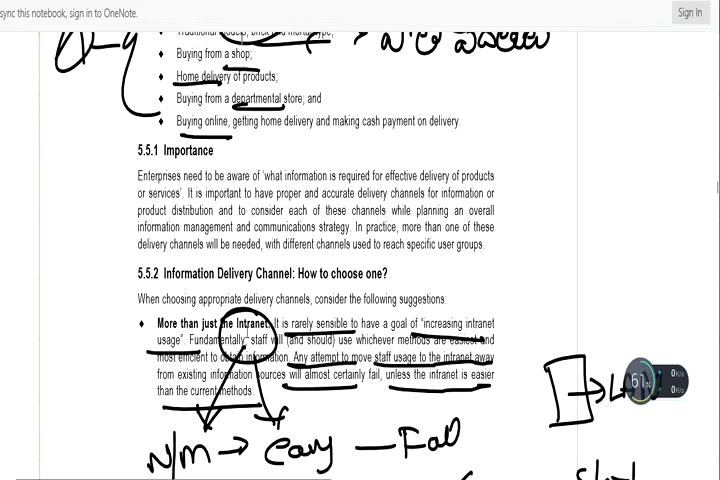 sync this notebook, sign in to OneNote.
Sign In
Traditional models, brick and mortar type;
♦ Buying from a shop;
♦ Home delivery of products;
♦ Buying from a departmental store; and
♦ Buying online, getting home delivery and making cash payment on delivery.
5.5.1 Importance
Enterprises need to be aware of ‘what information is required for effective delivery of products
or services’. It is important to have proper and accurate delivery channels for information or
product distribution and to consider each of these channels while planning an overall
information management and communications strategy. In practice, more than one of these
delivery channels will be needed, with different channels used to reach specific user groups.
5.5.2 Information Delivery Channel: How to choose one?
When choosing appropriate delivery channels, consider the following suggestions:
♦ More than just the Intranet: It is rarely sensible to have a goal of “increasing intranet
usage”. Fundamentally, staff will (and should) use whichever methods are easiest and
most efficient to obtain information. Any attempt to move staff usage to the intranet away
from existing information sources will almost certainly fail, unless the intranet is easier
than the current methods.
61%
0K/s
0K/s
N/M → easy — Fail